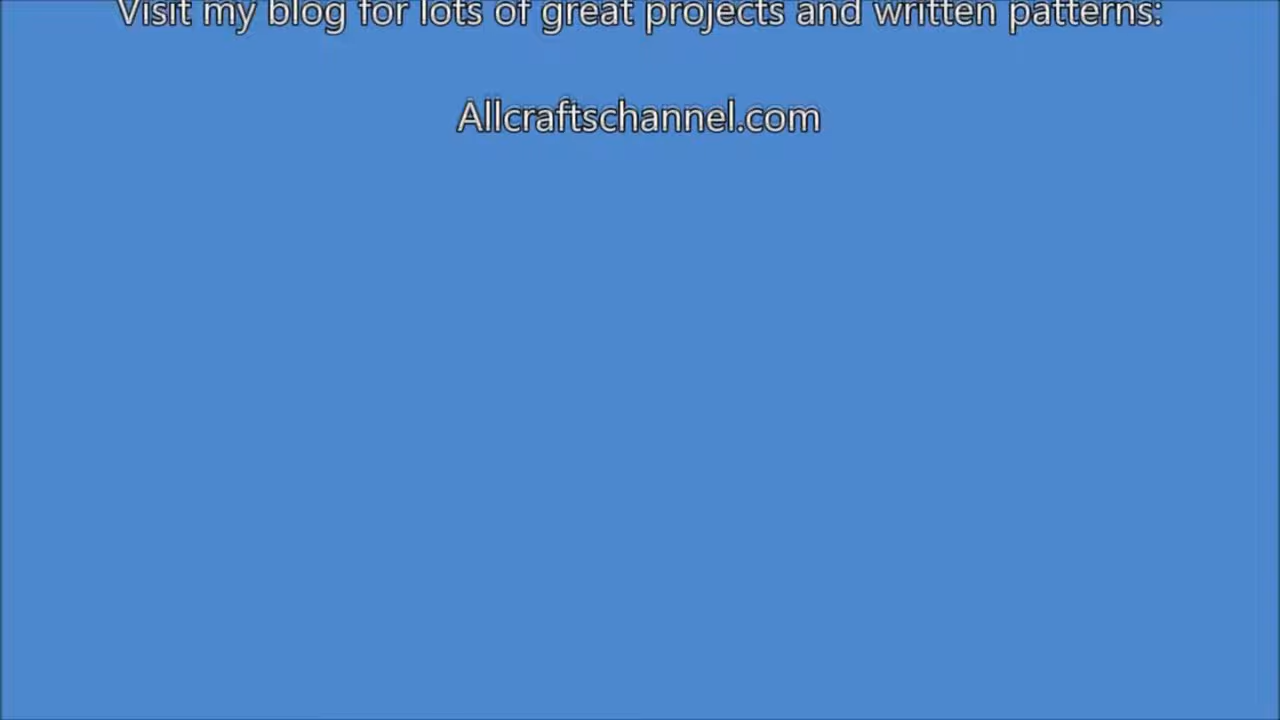 Visit my blog for lots of great projects and written patterns:
Allcraftschannel.com